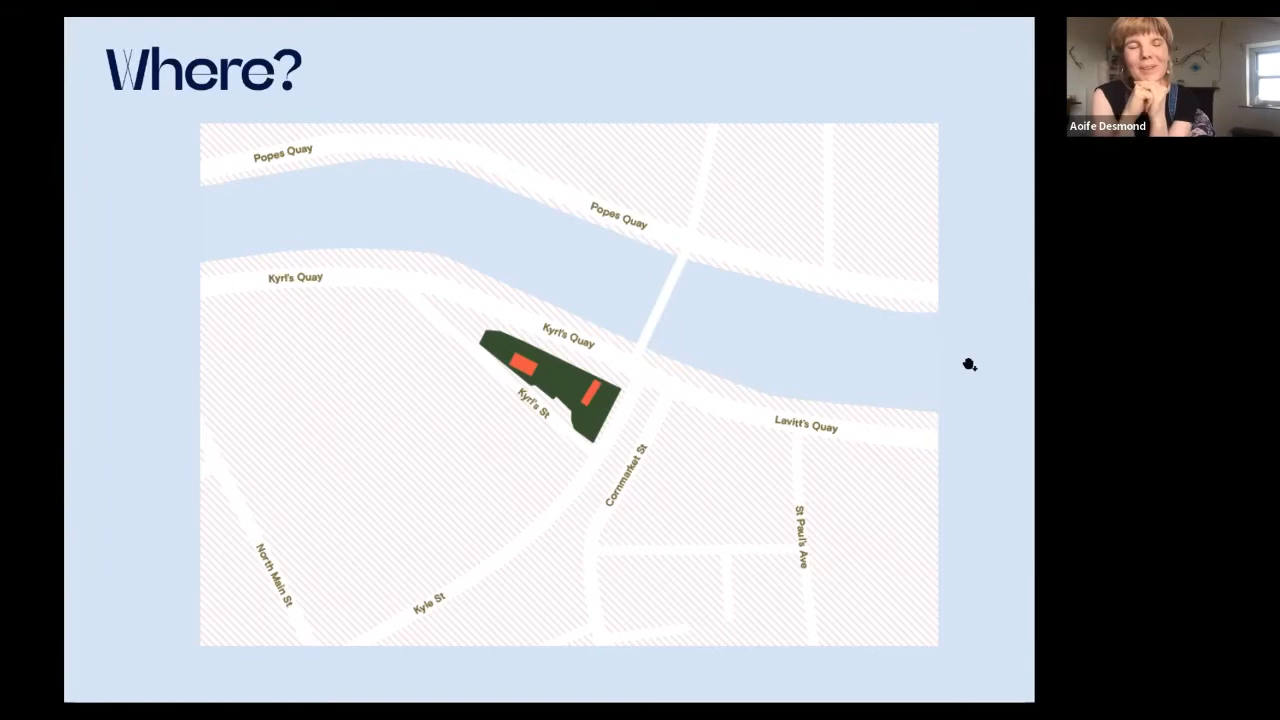 Where?
Aoife Desmond
Popes Quay
Popes Quay
Kyrl's Quay
Kyrl's Quay
Kyrl's St
Lavitt's Quay
Cornmarket St
St Paul's Ave
North Main St
Kyle St